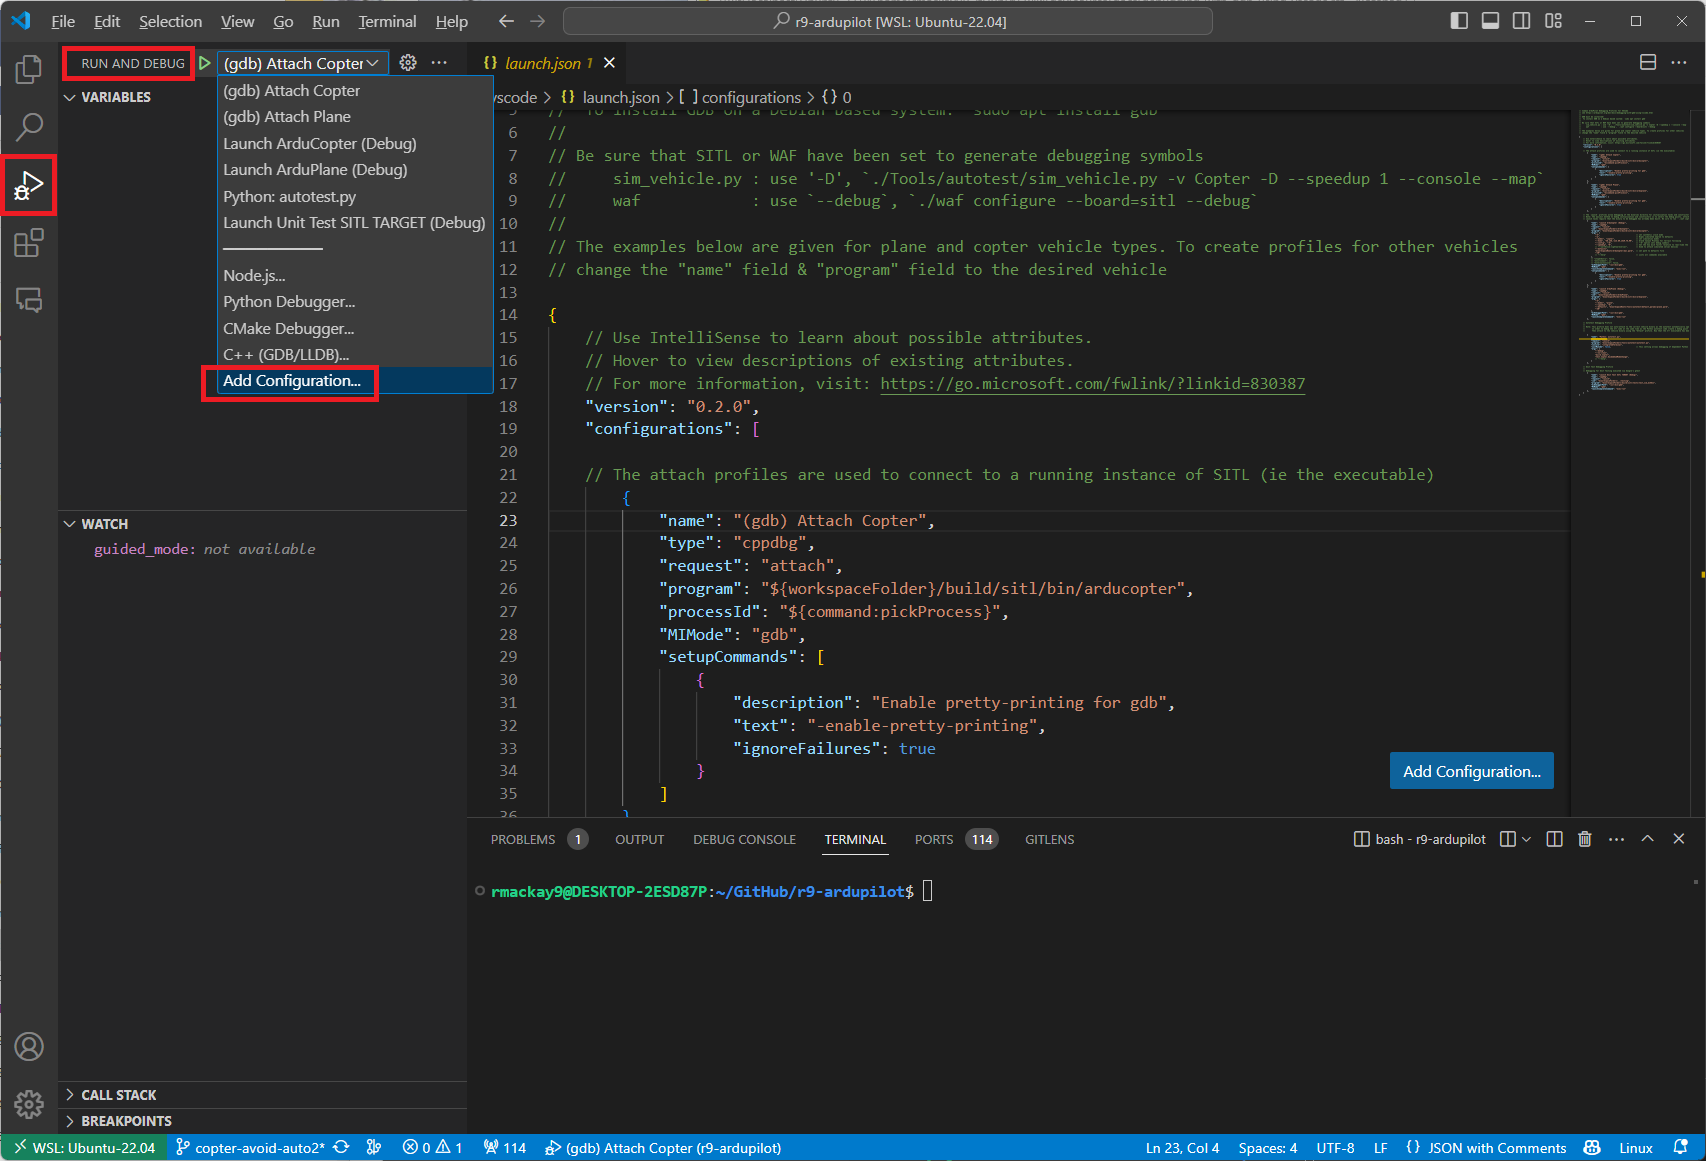 File Edit Selection View Go Run Terminal Help
r9-ardupilot [WSL: Ubuntu-22.04]
RUN AND DEBUG
(gdb) Attach Copter
launch.json 1
VARIABLES
(gdb) Attach Copter
(gdb) Attach Plane
Launch ArduCopter (Debug)
Launch ArduPlane (Debug)
Python: autotest.py
Launch Unit Test SITL TARGET (Debug)
Node.js...
Python Debugger...
CMake Debugger...
C++ (GDB/LLDB)...
Add Configuration...
WATCH
guided_mode: not available
CALL STACK
BREAKPOINTS
vscode > {} launch.json > [ ] configurations > {} 0
5 // To install GDB on a Debian based system: `sudo apt install gdb`
6 //
7 // Be sure that SITL or WAF have been set to generate debugging symbols
8 // sim_vehicle.py : use '-D', `./Tools/autotest/sim_vehicle.py -v Copter -D --speedup 1 --console --map`
9 // waf : use `--debug`, `./waf configure --board=sitl --debug`
10 //
11 // The examples below are given for plane and copter vehicle types. To create profiles for other vehicles
12 // change the "name" field & "program" field to the desired vehicle
13
14 {
15 // Use IntelliSense to learn about possible attributes.
16 // Hover to view descriptions of existing attributes.
17 // For more information, visit: https://go.microsoft.com/fwlink/?linkid=830387
18 "version": "0.2.0",
19 "configurations": [
20
21 // The attach profiles are used to connect to a running instance of SITL (ie the executable)
22 {
23 "name": "(gdb) Attach Copter",
24 "type": "cppdbg",
25 "request": "attach",
26 "program": "${workspaceFolder}/build/sitl/bin/arducopter",
27 "processId": "${command:pickProcess}",
28 "MIMode": "gdb",
29 "setupCommands": [
30 {
31 "description": "Enable pretty-printing for gdb",
32 "text": "-enable-pretty-printing",
33 "ignoreFailures": true
34 }
35 ]
36 }
Add Configuration...
PROBLEMS 1 OUTPUT DEBUG CONSOLE TERMINAL PORTS 114 GITLENS
bash - r9-ardupilot
rmackay9@DESKTOP-2ESD87P:~/GitHub/r9-ardupilot$
WSL: Ubuntu-22.04 copter-avoid-auto2* 0 1 114 (gdb) Attach Copter (r9-ardupilot) Ln 23, Col 4 Spaces: 4 UTF-8 LF {} JSON with Comments Linux